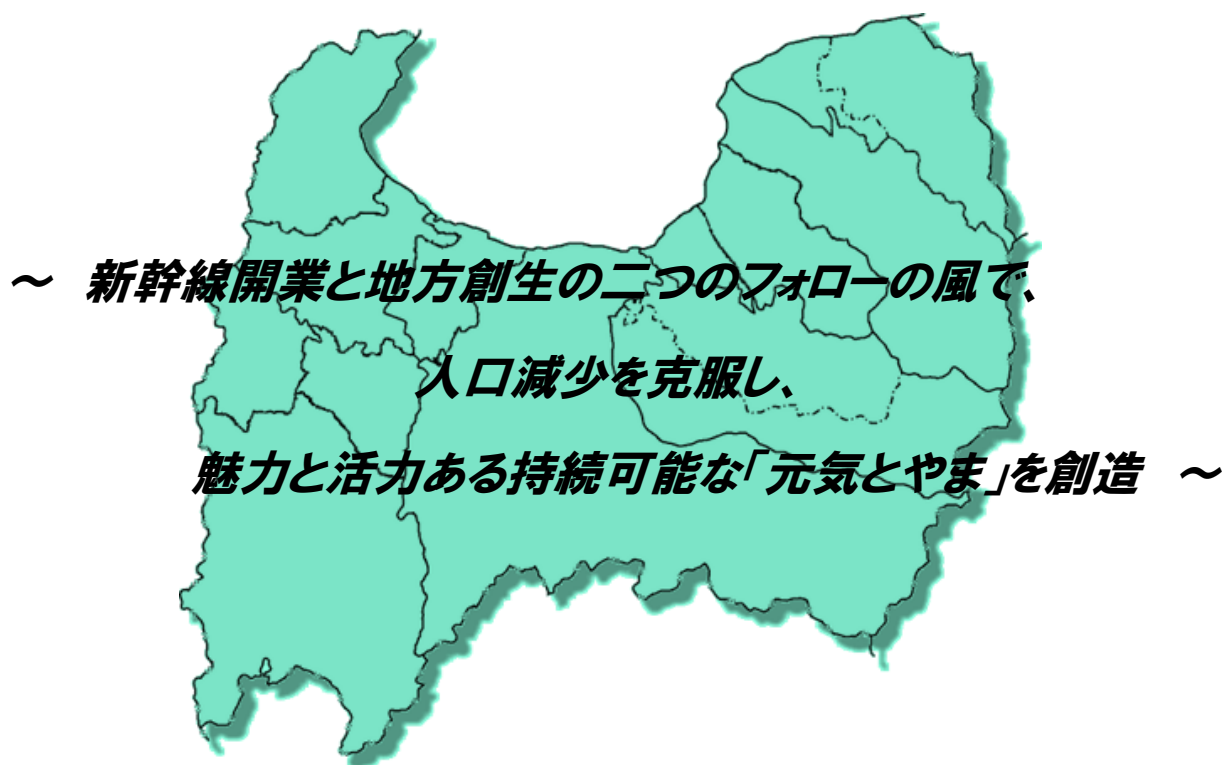 ～ 新幹線開業と地方創生の二つのフォローの風で、
人口減少を克服し、
魅力と活力ある持続可能な「元気とやま」を創造 ～